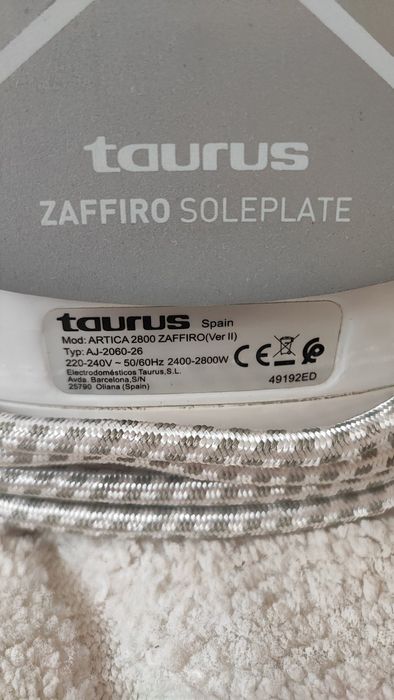 taurus
ZAFFIRO SOLEPLATE
taurus Spain
Mod: ARTICA 2800 ZAFFIRO(Ver II)
Typ: AJ-2060-26
220-240V ~ 50/60Hz 2400-2800W
Electrodomésticos Taurus,S.L.
Avda. Barcelona,S/N
25790 Oliana (Spain)
CE
49192ED